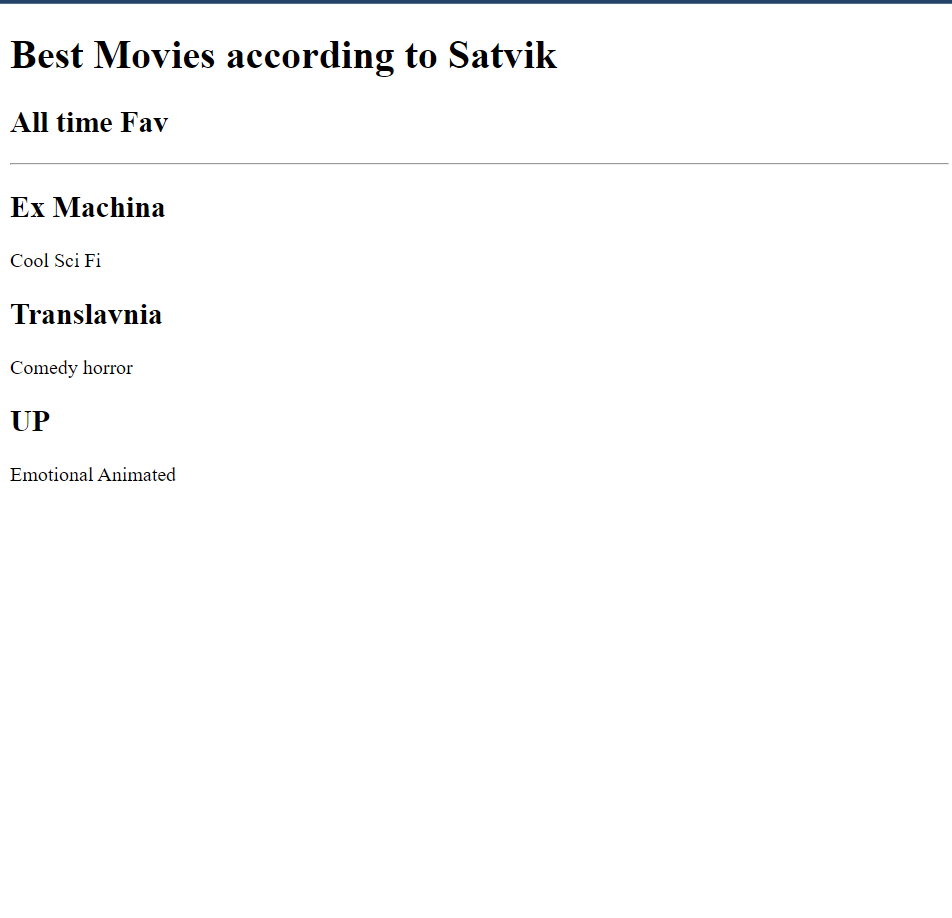 Best Movies according to Satvik
All time Fav
Ex Machina
Cool Sci Fi
Translavnia
Comedy horror
UP
Emotional Animated